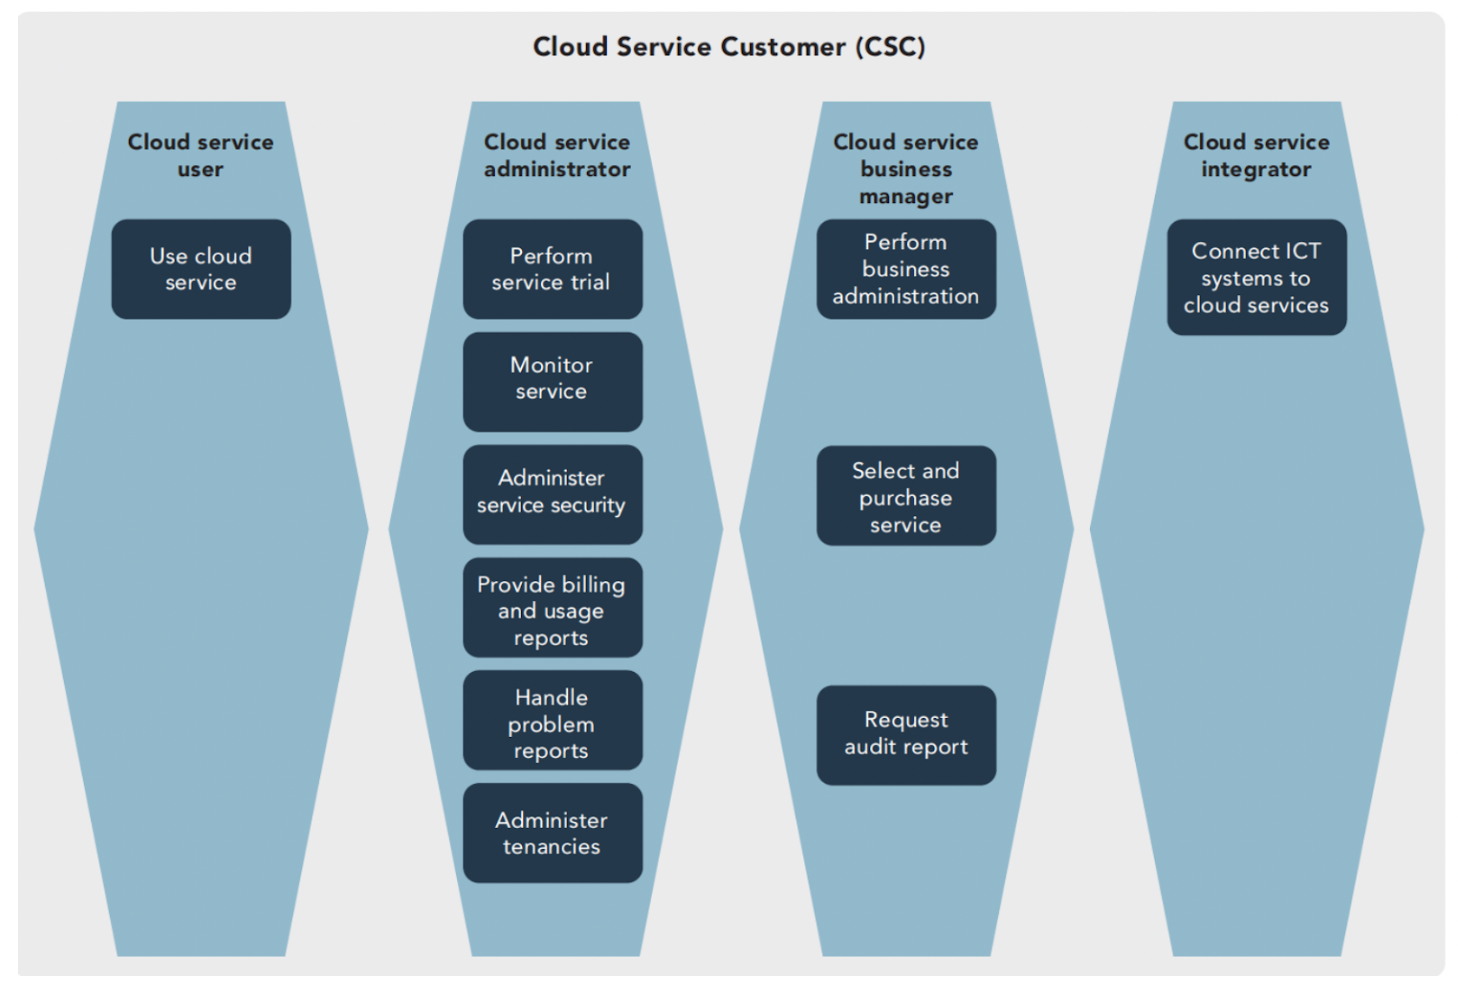 Cloud Service Customer (CSC)
Cloud service
user
Use cloud
service
Cloud service
administrator
Perform
service trial
Monitor
service
Administer
service security
Provide billing
and usage
reports
Handle
problem
reports
Administer
tenancies
Cloud service
business
manager
Perform
business
administration
Select and
purchase
service
Request
audit report
Cloud service
integrator
Connect ICT
systems to
cloud services